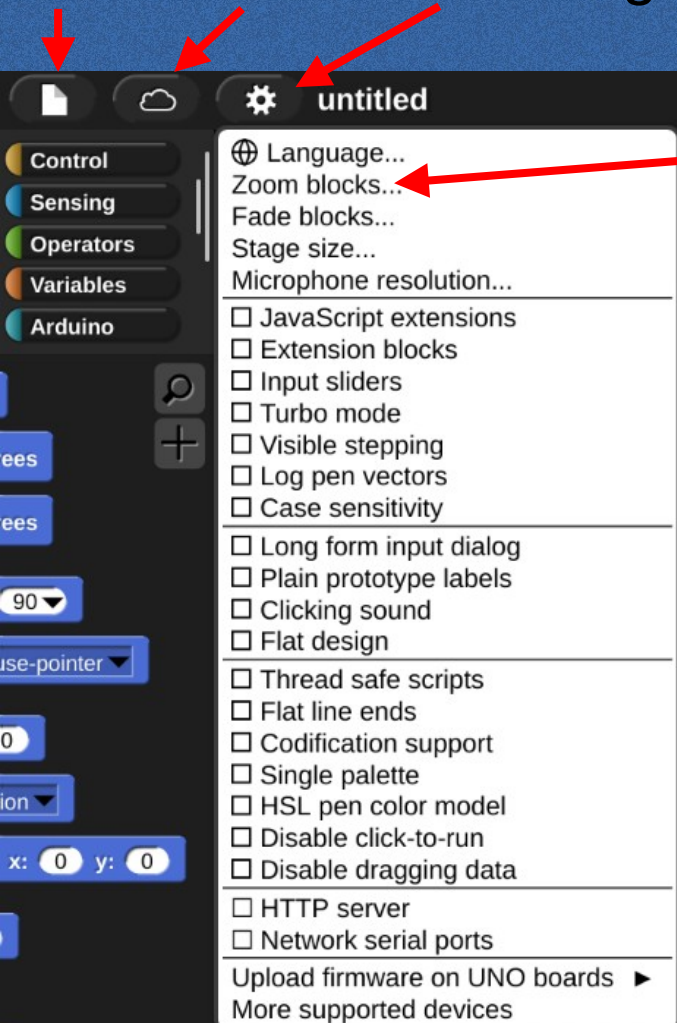 untitled
Control
Sensing
Operators
Variables
Arduino
90
0
x: 0 y: 0
Language...
Zoom blocks...
Fade blocks...
Stage size...
Microphone resolution...
JavaScript extensions
Extension blocks
Input sliders
Turbo mode
Visible stepping
Log pen vectors
Case sensitivity
Long form input dialog
Plain prototype labels
Clicking sound
Flat design
Thread safe scripts
Flat line ends
Codification support
Single palette
HSL pen color model
Disable click-to-run
Disable dragging data
HTTP server
Network serial ports
Upload firmware on UNO boards ►
More supported devices